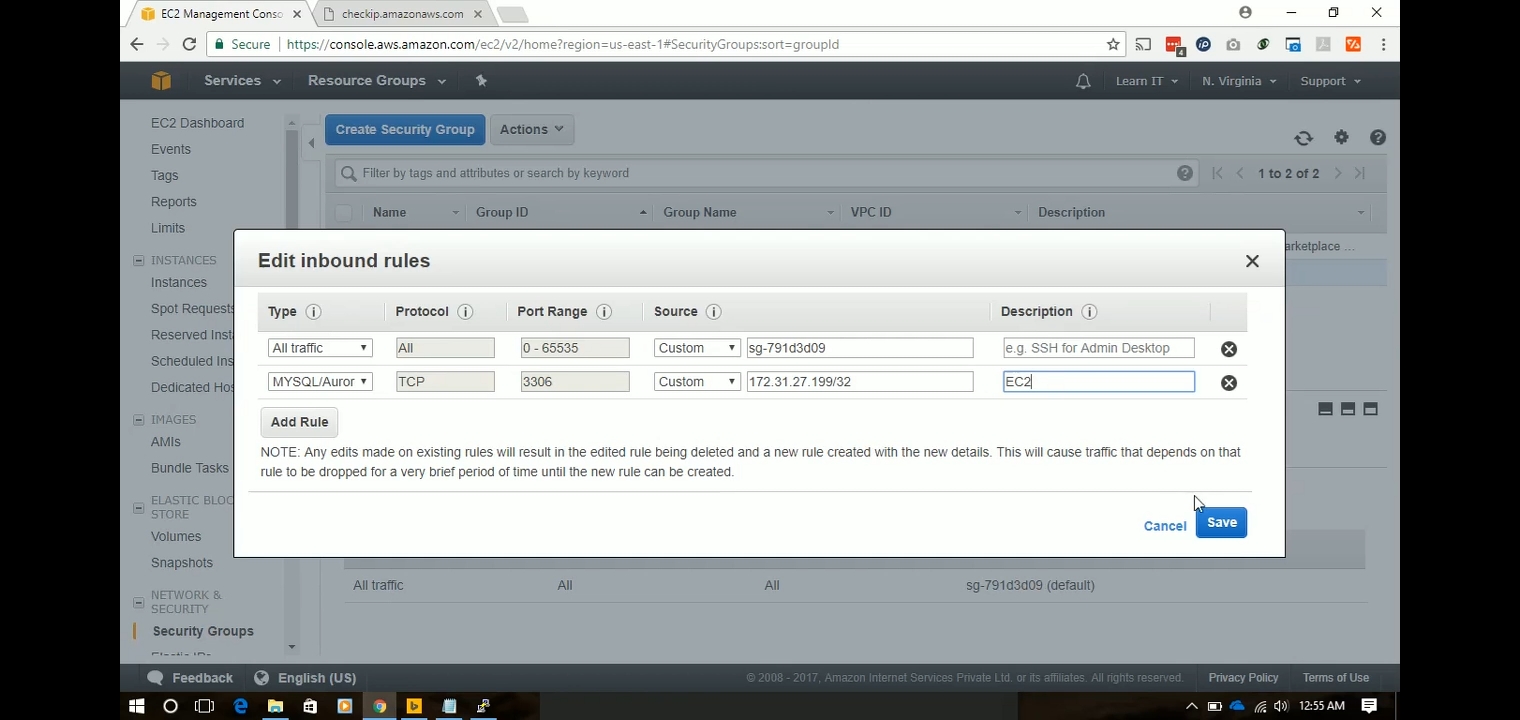 EC2 Management Conso
checkip.amazonaws.com
Secure
https://console.aws.amazon.com/ec2/v2/home?region=us-east-1#SecurityGroups:sort=groupId
4
Services
Resource Groups
Learn IT
N. Virginia
Support
EC2 Dashboard
Events
Tags
Reports
Limits
INSTANCES
Instances
Spot Requests
Reserved Insta
Scheduled Ins
Dedicated Hos
IMAGES
AMIs
Bundle Tasks
ELASTIC BLOC
STORE
Volumes
Snapshots
NETWORK &
SECURITY
Security Groups
Elastic IPs
Create Security Group
Actions
Filter by tags and attributes or search by keyword
1 to 2 of 2
Name
Group ID
Group Name
VPC ID
Description
arketplace ...
Edit inbound rules
Type
Protocol
Port Range
Source
Description
All traffic
All
0 - 65535
Custom
sg-791d3d09
e.g. SSH for Admin Desktop
MYSQL/Auror
TCP
3306
Custom
172.31.27.199/32
EC2
Add Rule
NOTE: Any edits made on existing rules will result in the edited rule being deleted and a new rule created with the new details. This will cause traffic that depends on that
rule to be dropped for a very brief period of time until the new rule can be created.
Cancel
Save
All traffic
All
All
sg-791d3d09 (default)
Feedback
English (US)
© 2008 - 2017, Amazon Internet Services Private Ltd. or its affiliates. All rights reserved.
Privacy Policy
Terms of Use
12:55 AM